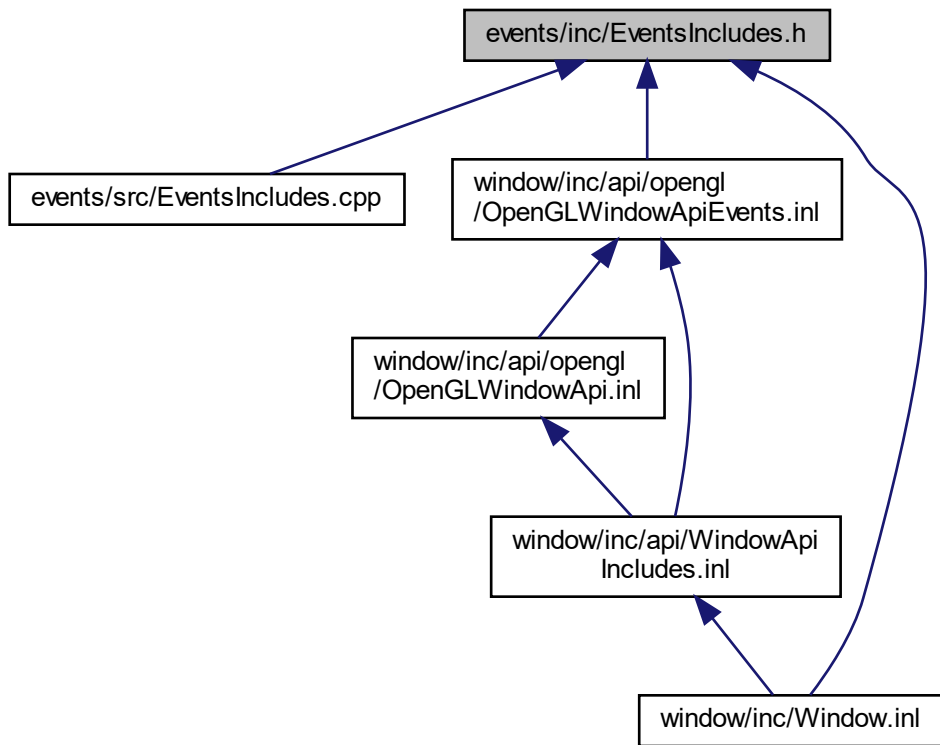 events/inc/EventsIncludes.h
events/src/EventsIncludes.cpp
window/inc/api/opengl
/OpenGLWindowApiEvents.inl
window/inc/api/opengl
/OpenGLWindowApi.inl
window/inc/api/WindowApi
Includes.inl
window/inc/Window.inl